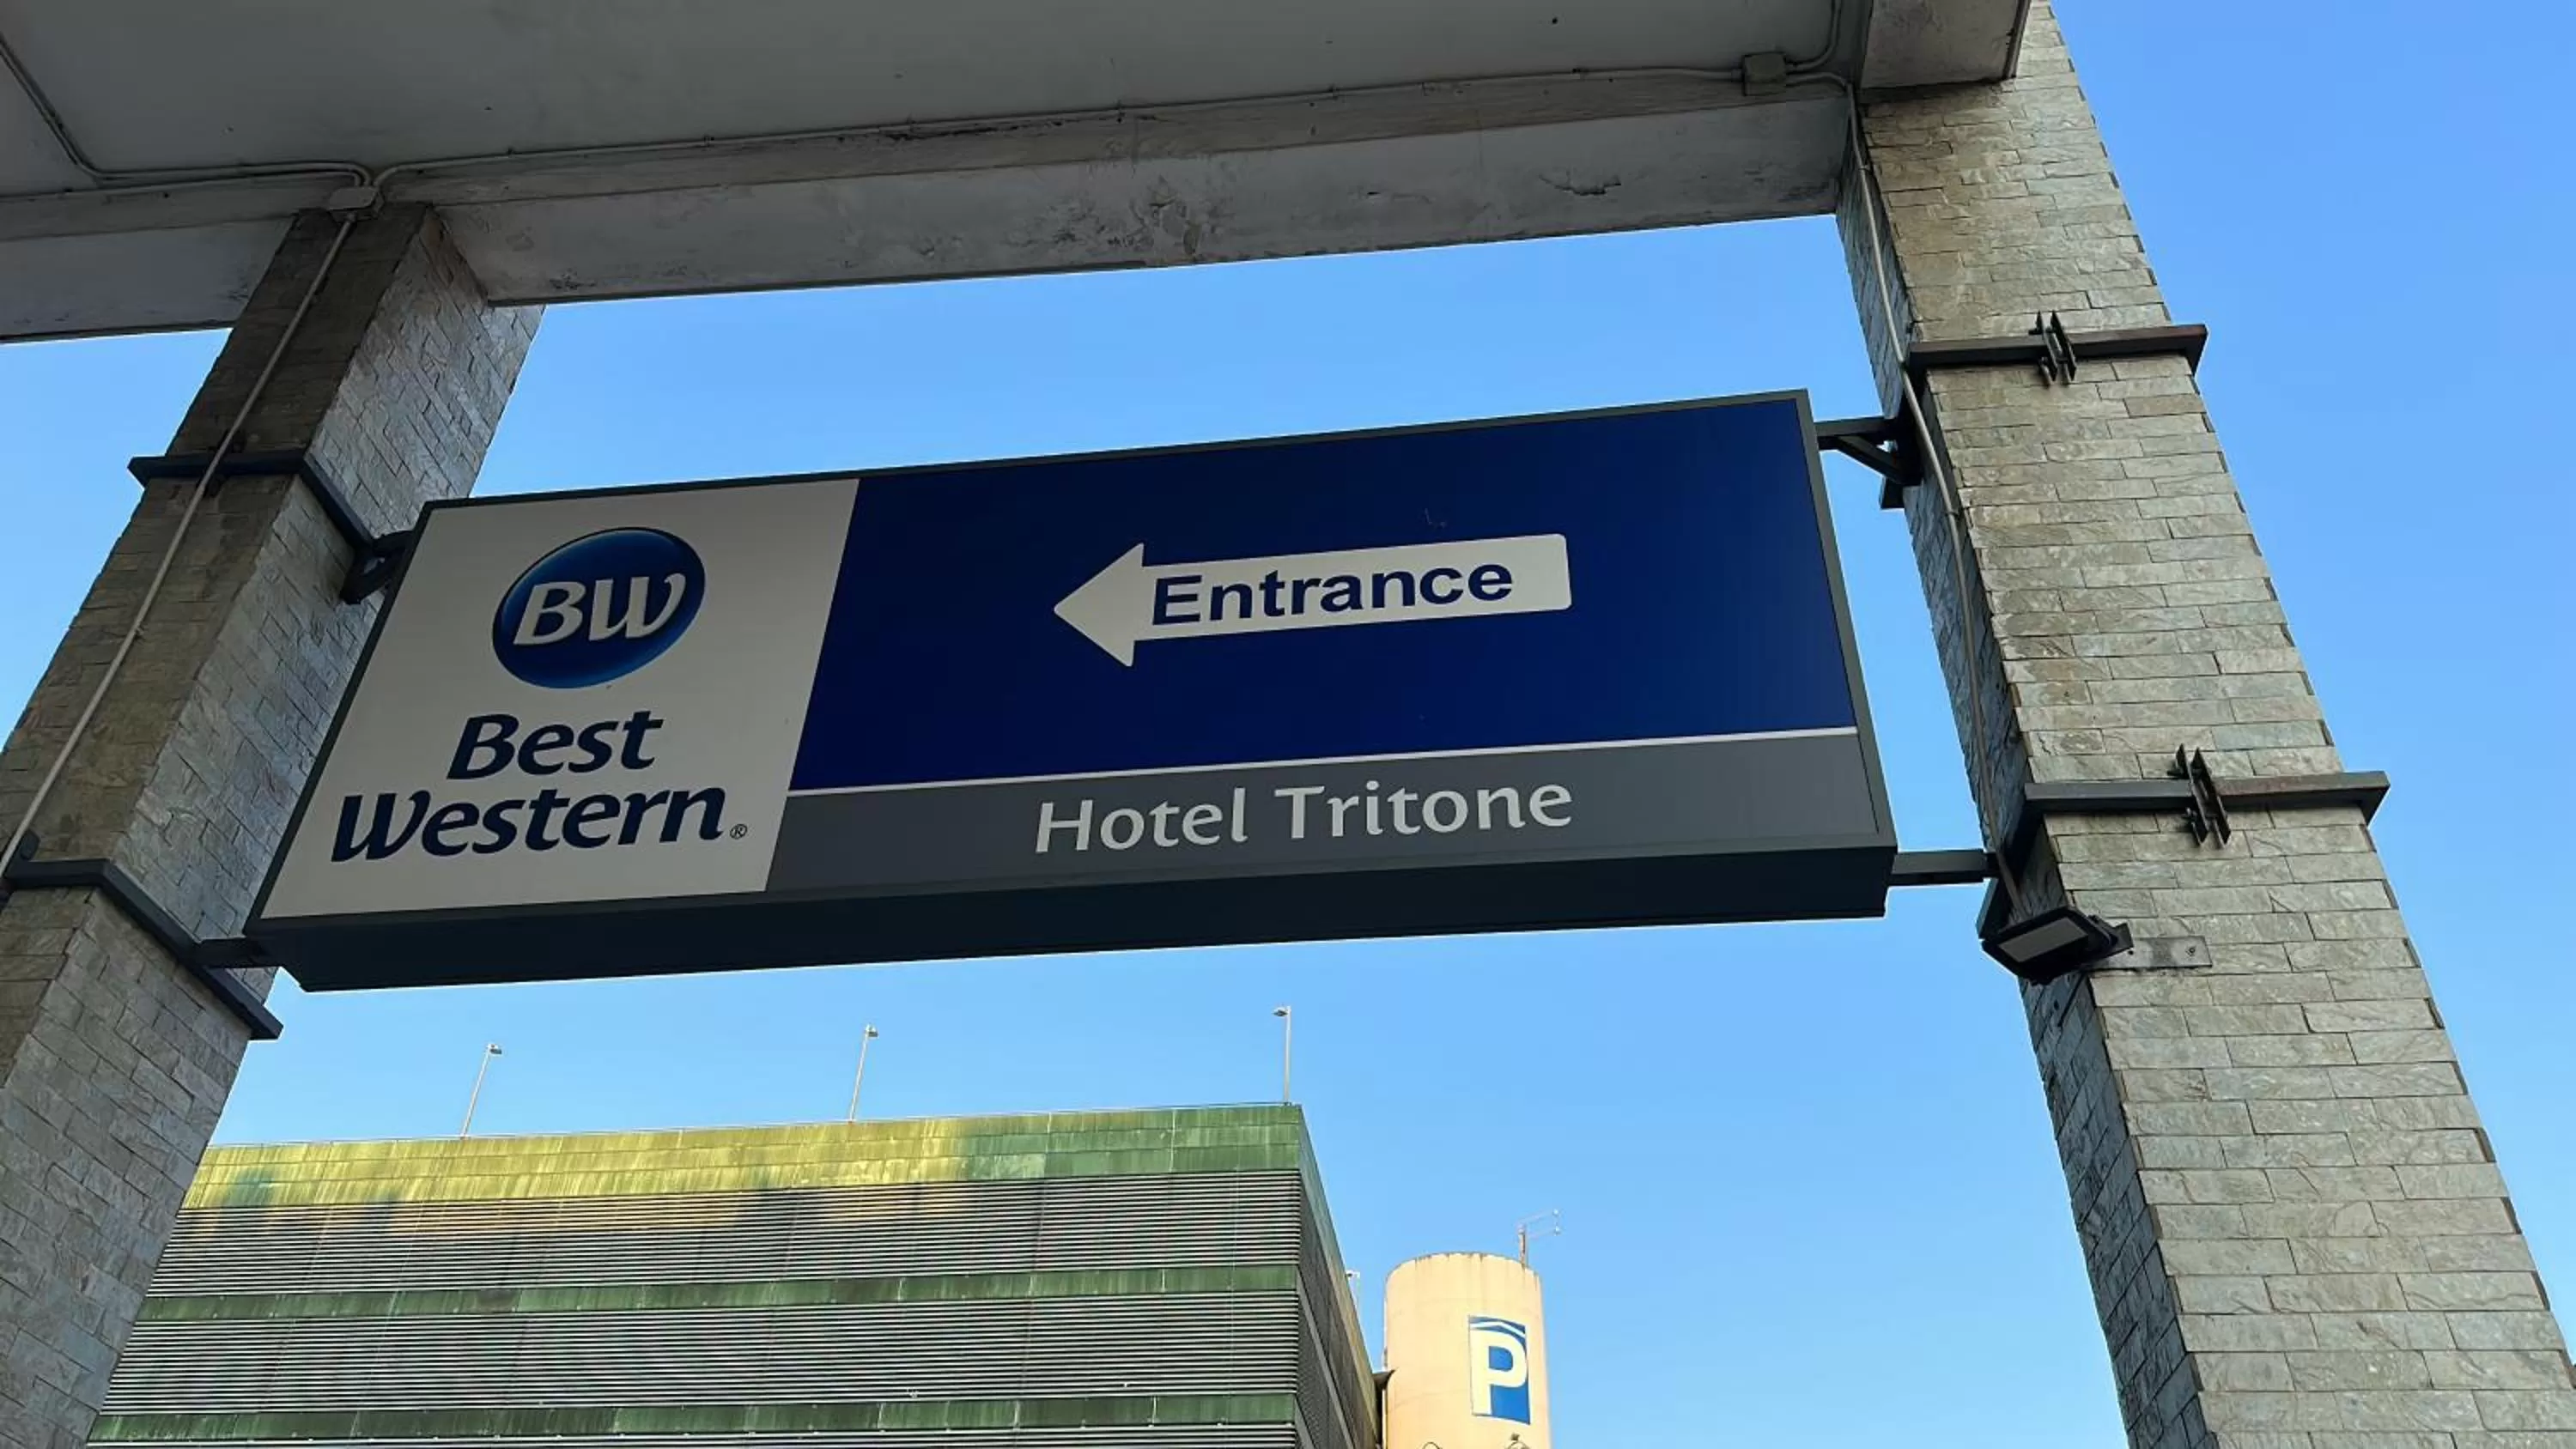 BW
Best
Western®
Entrance
Hotel Tritone
P